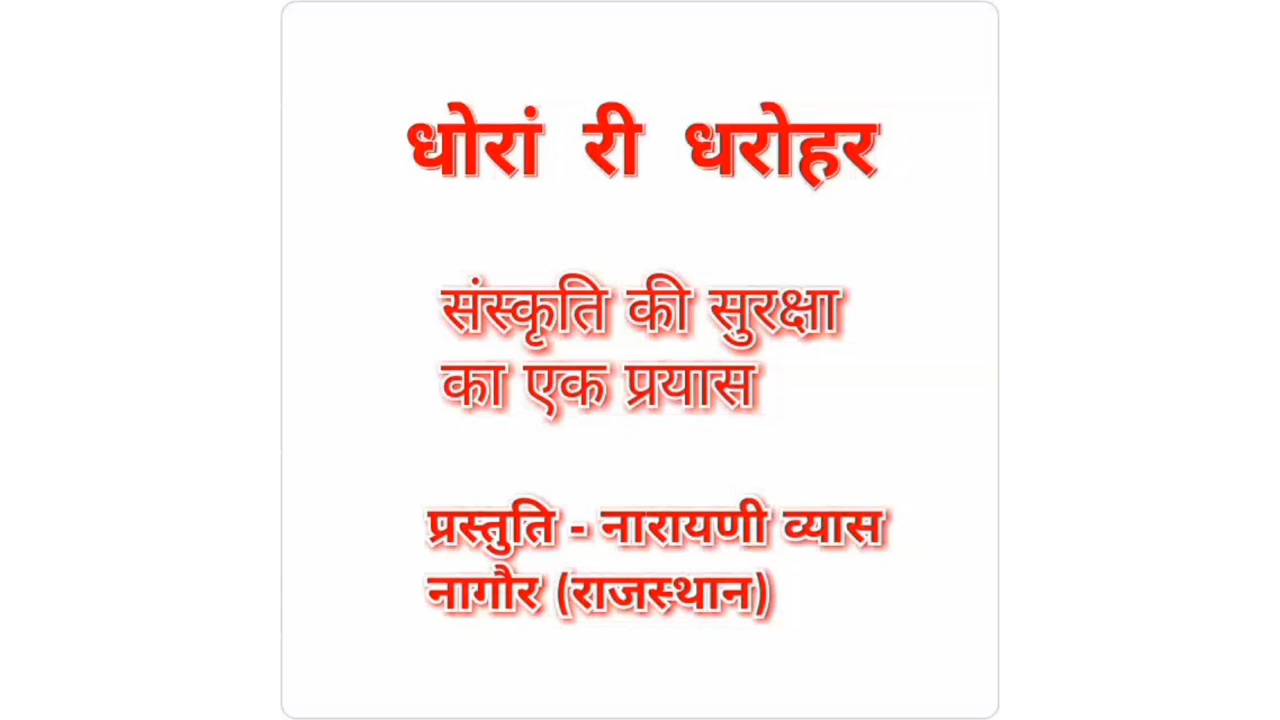 धोरां री धरोहर
संस्कृति की सुरक्षा
का एक प्रयास
प्रस्तुति - नारायणी व्यास
नागौर (राजस्थान)